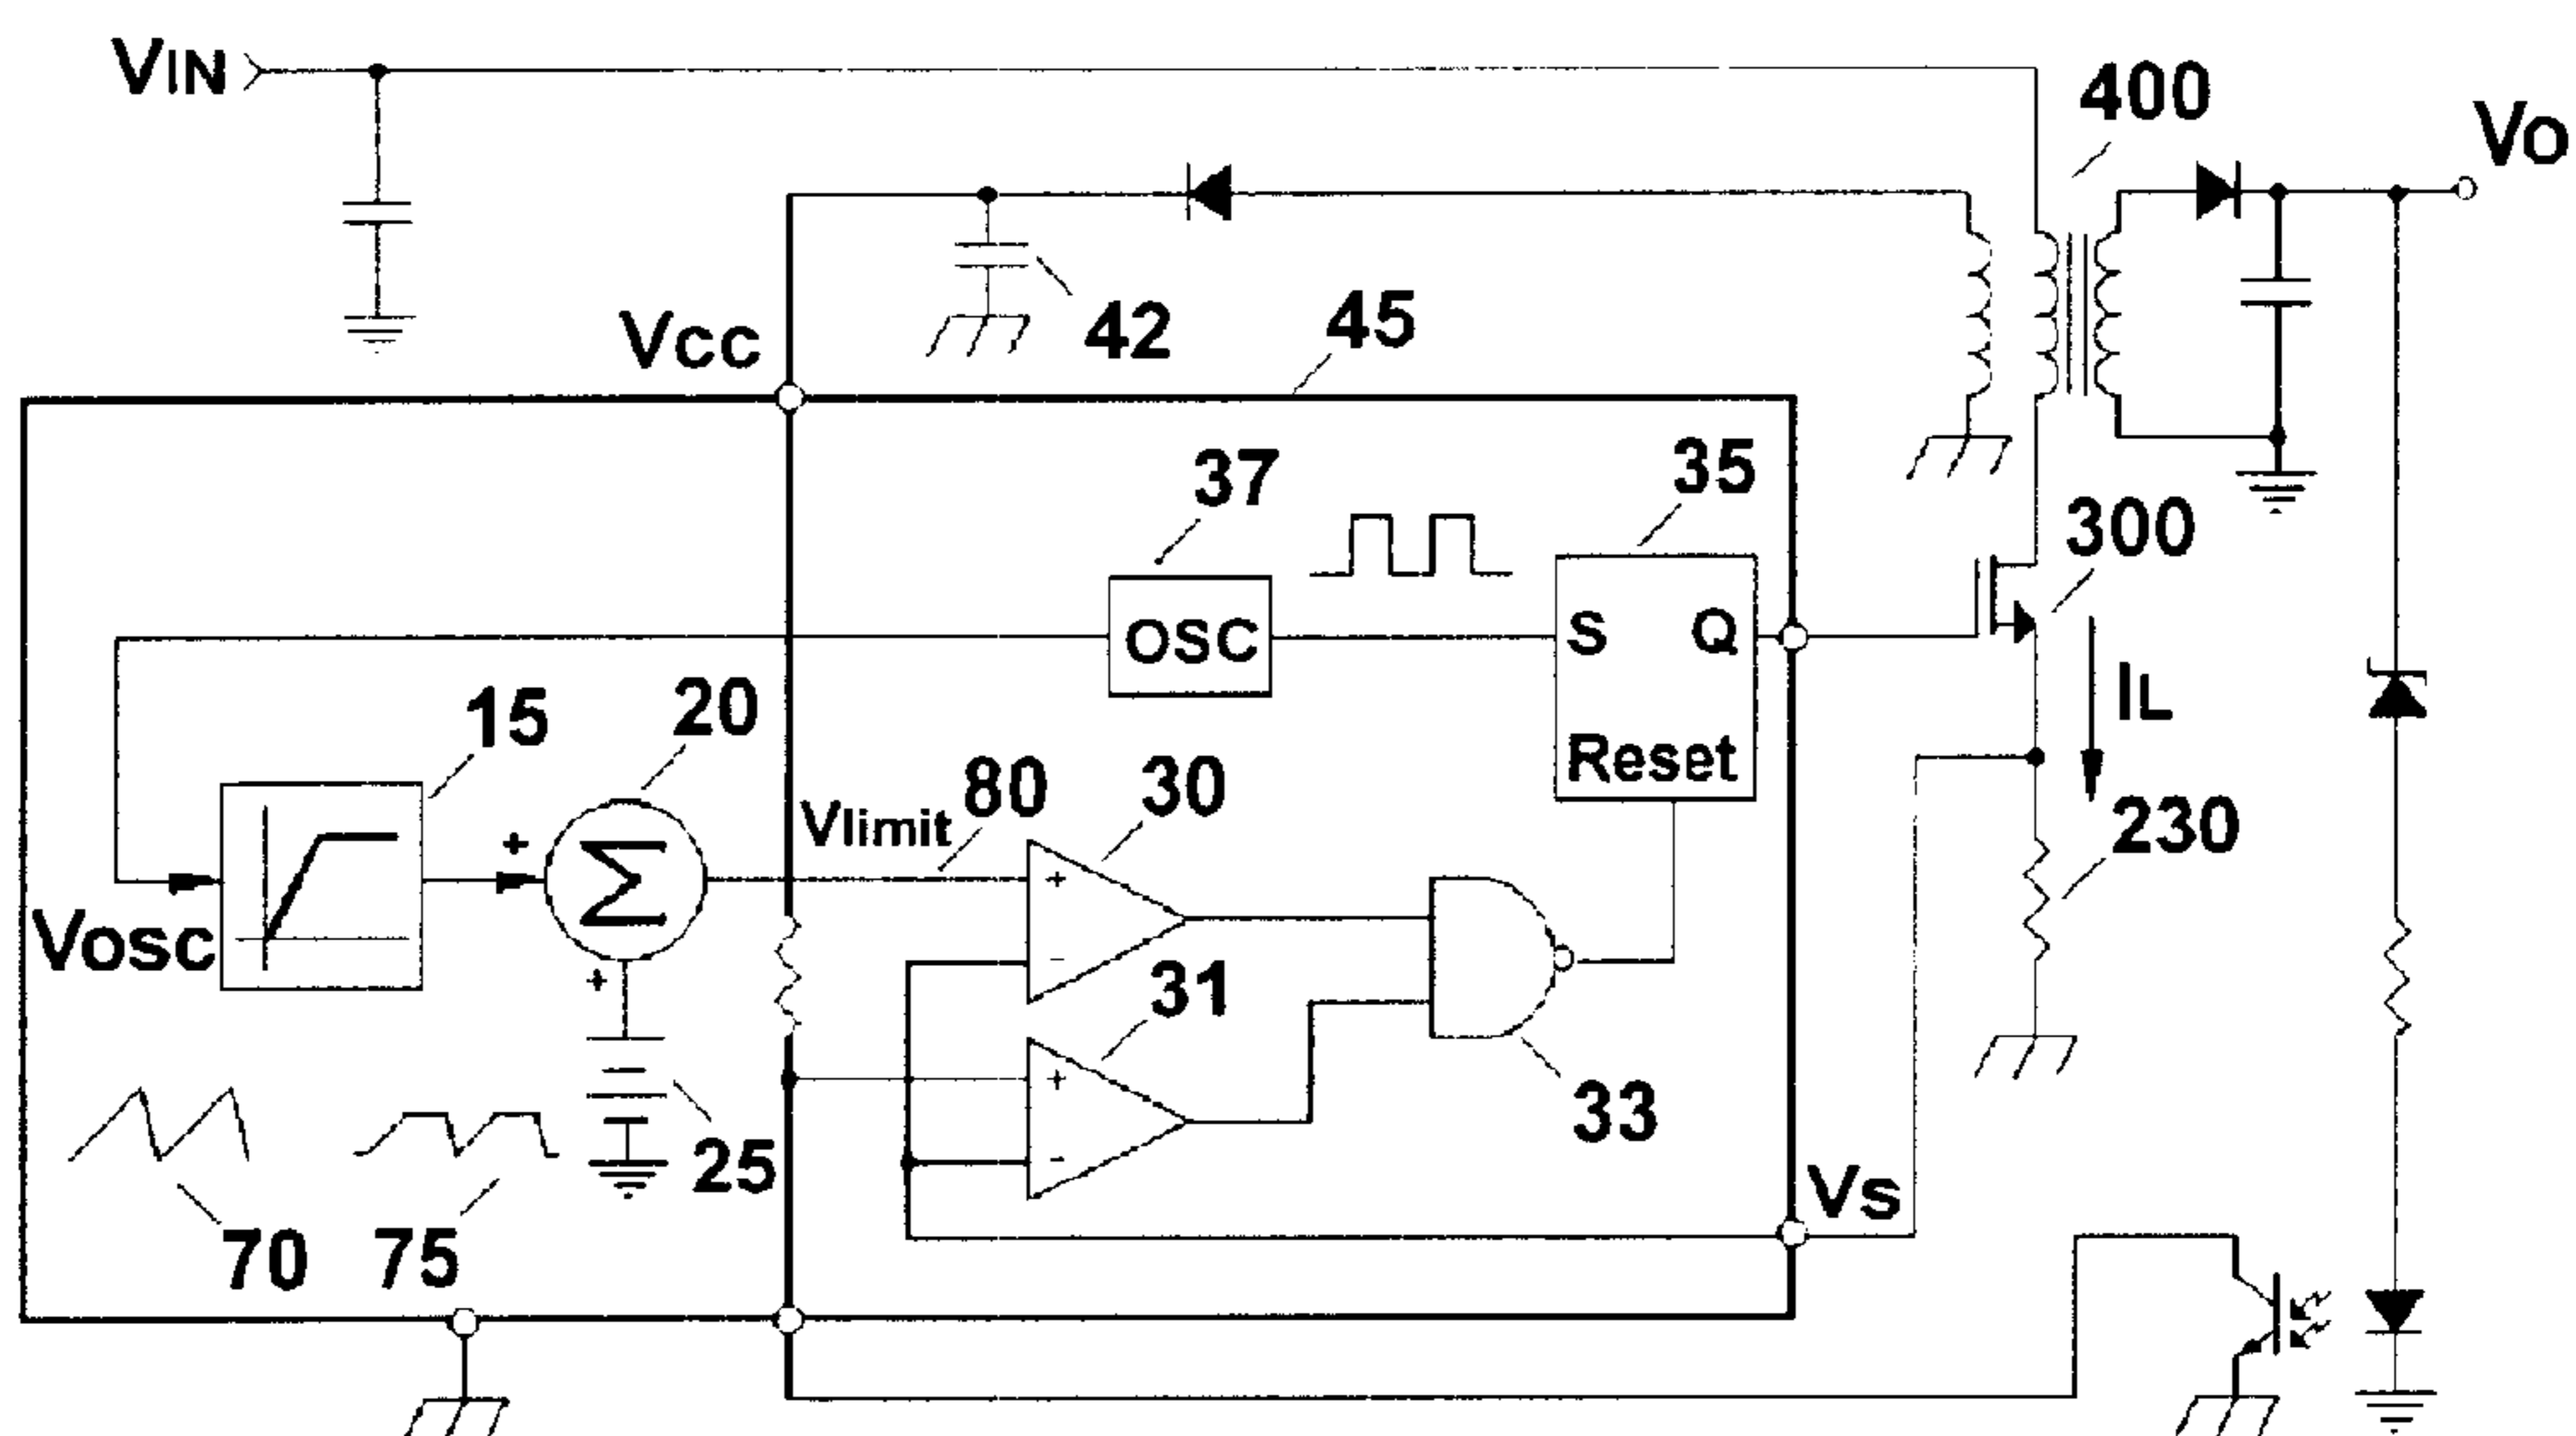 VIN
400
VO
42
45
VCC
37
35
300
OSC
S Q
Reset
IL
15
20
Vlimit
80
30
230
+
+
-
VOSC
+
31
+
-
33
25
VS
70
75
Σ